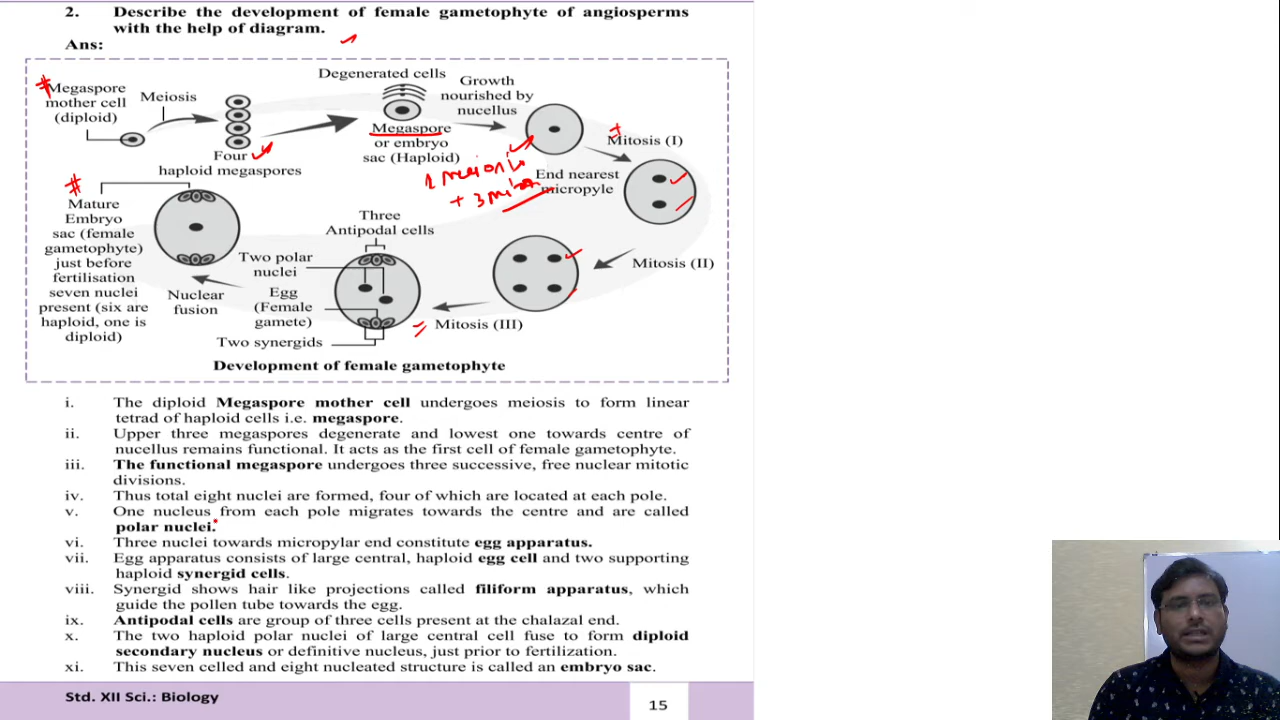 2. Describe the development of female gametophyte of angiosperms
with the help of diagram.
Ans:
Degenerated cells
Megaspore
mother cell
(diploid)
Meiosis
Growth
nourished by
nucellus
Megaspore
or embryo
sac (Haploid)
Mitosis (I)
Four
haploid megaspores
End nearest
micropyle
+ 3
Mature
Embryo
sac (female
gametophyte)
just before
fertilisation
seven nuclei
present (six are
haploid, one is
diploid)
Three
Antipodal cells
Two polar
nuclei
Mitosis (II)
Nuclear
fusion
Egg
(Female
gamete)
Mitosis (III)
Two synergids
Development of female gametophyte
i. The diploid Megaspore mother cell undergoes meiosis to form linear
tetrad of haploid cells i.e. megaspore.
ii. Upper three megaspores degenerate and lowest one towards centre of
nucellus remains functional. It acts as the first cell of female gametophyte.
iii. The functional megaspore undergoes three successive, free nuclear mitotic
divisions.
iv. Thus total eight nuclei are formed, four of which are located at each pole.
v. One nucleus from each pole migrates towards the centre and are called
polar nuclei.
vi. Three nuclei towards micropylar end constitute egg apparatus.
vii. Egg apparatus consists of large central, haploid egg cell and two supporting
haploid synergid cells.
viii. Synergid shows hair like projections called filiform apparatus, which
guide the pollen tube towards the egg.
ix. Antipodal cells are group of three cells present at the chalazal end.
x. The two haploid polar nuclei of large central cell fuse to form diploid
secondary nucleus or definitive nucleus, just prior to fertilization.
xi. This seven celled and eight nucleated structure is called an embryo sac.
Std. XII Sci.: Biology
15